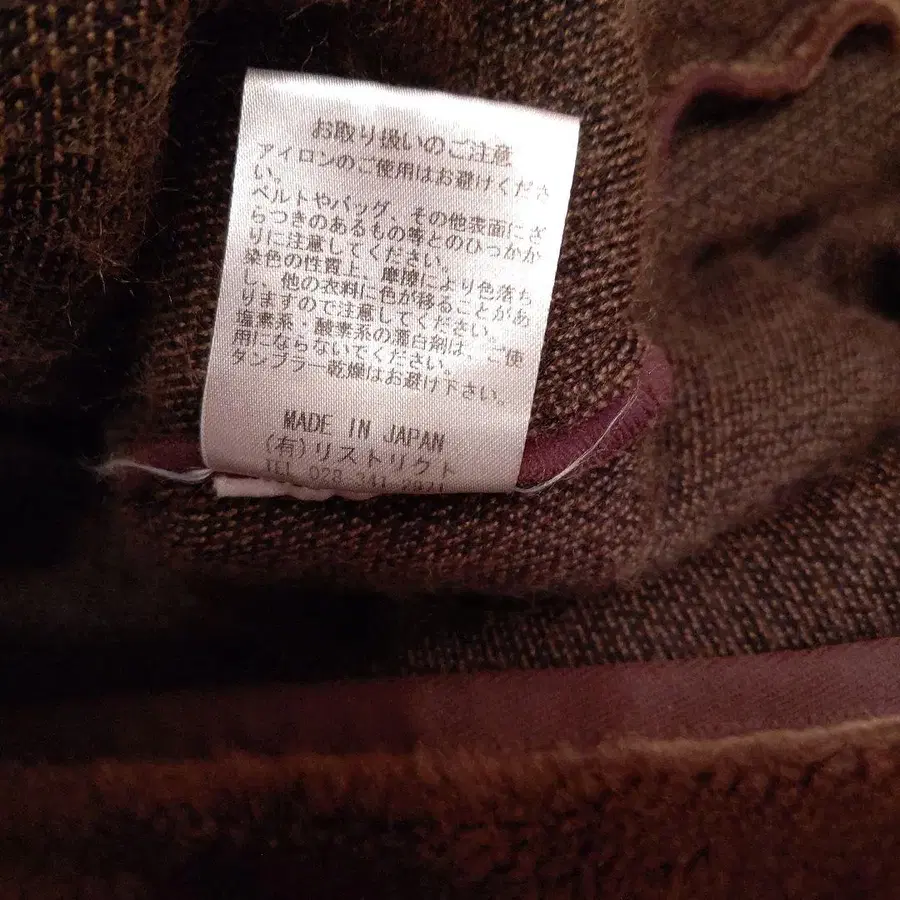 お取り扱いのご注意
アイロンのご使用はお避けくださ
い。
ベルトやバッグ、その他表面にざ
らつきのあるもの等とのひっかか
りに注意してください。
染色の性質上、摩擦により色落ち
し、他の衣料に色が移ることがあ
りますので注意してください。
塩素系・酸素系の漂白剤は、ご使
用にならないでください。
タンブラー乾燥はお避け下さい。
MADE IN JAPAN
(有)リストリクト
TEL